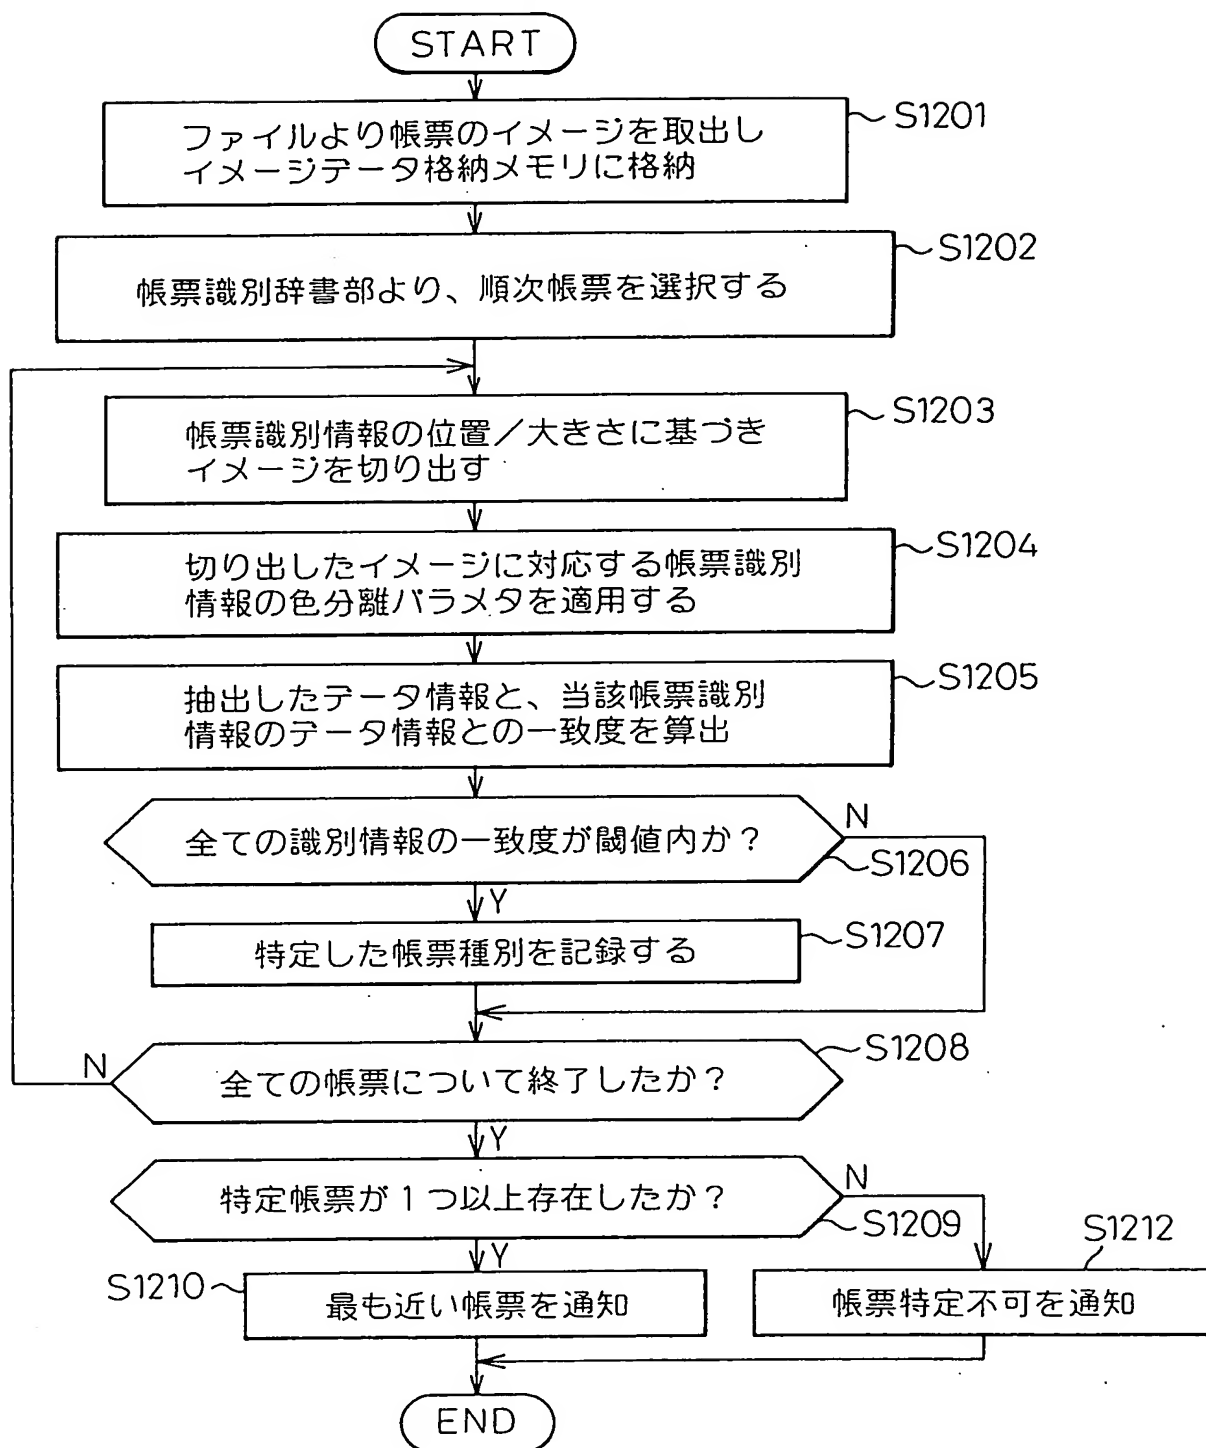 START
ファイルより帳票のイメージを取出し
イメージデータ格納メモリに格納
S1201
帳票識別辞書部より、順次帳票を選択する
S1202
帳票識別情報の位置／大きさに基づき
イメージを切り出す
S1203
切り出したイメージに対応する帳票識別
情報の色分離パラメタを適用する
S1204
抽出したデータ情報と、当該帳票識別
情報のデータ情報との一致度を算出
S1205
全ての識別情報の一致度が閾値内か？
N
S1206
Y
特定した帳票種別を記録する
S1207
N
全ての帳票について終了したか？
S1208
Y
特定帳票が１つ以上存在したか？
N
S1209
Y
S1210
最も近い帳票を通知
S1212
帳票特定不可を通知
END